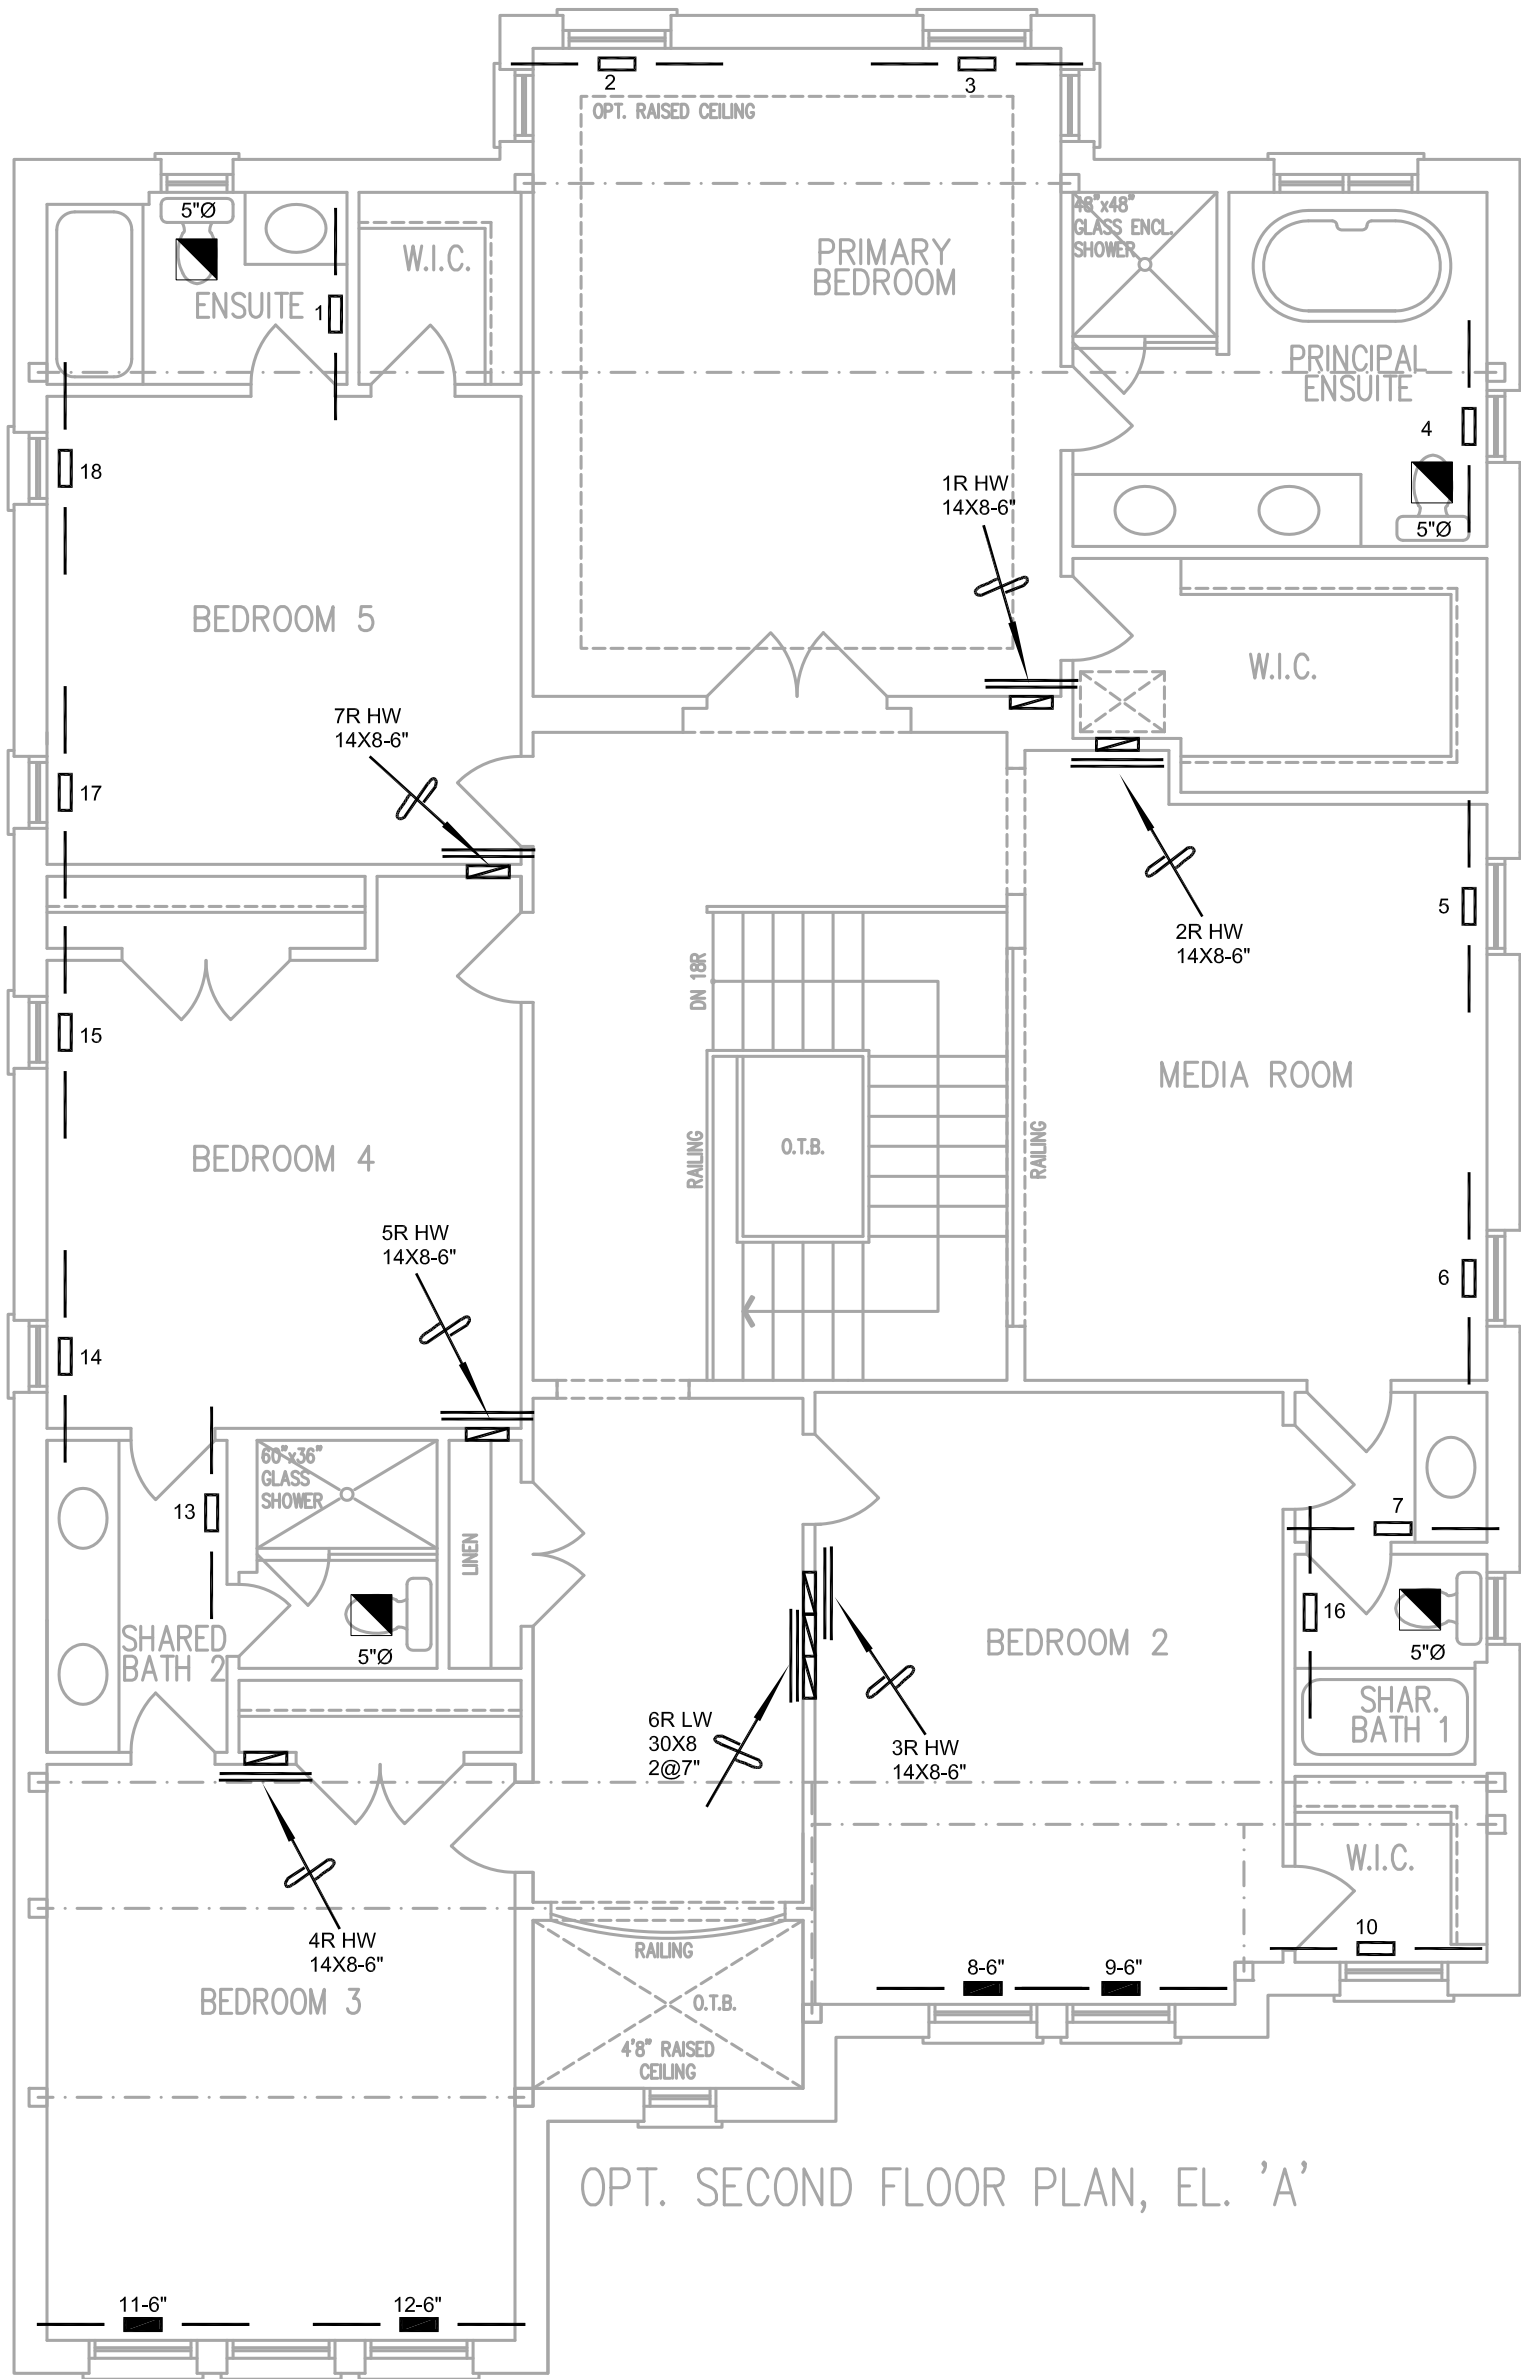 2
3
OPT. RAISED CEILING
5"Ø
W.I.C.
ENSUITE
1
PRIMARY
BEDROOM
48"x48"
GLASS ENCL.
SHOWER
PRINCIPAL
ENSUITE
4
5"Ø
18
1R HW
14X8-6"
BEDROOM 5
W.I.C.
7R HW
14X8-6"
17
2R HW
14X8-6"
5
DN 18R
15
MEDIA ROOM
BEDROOM 4
RAILING
O.T.B.
RAILING
5R HW
14X8-6"
6
14
60"x36"
GLASS
SHOWER
13
LINEN
7
16
SHARED
BATH 2
5"Ø
BEDROOM 2
5"Ø
SHAR.
BATH 1
6R LW
30X8
2@7"
3R HW
14X8-6"
W.I.C.
10
4R HW
14X8-6"
RAILING
8-6"
9-6"
BEDROOM 3
O.T.B.
4'8" RAISED
CEILING
OPT. SECOND FLOOR PLAN, EL. 'A'
11-6"
12-6"